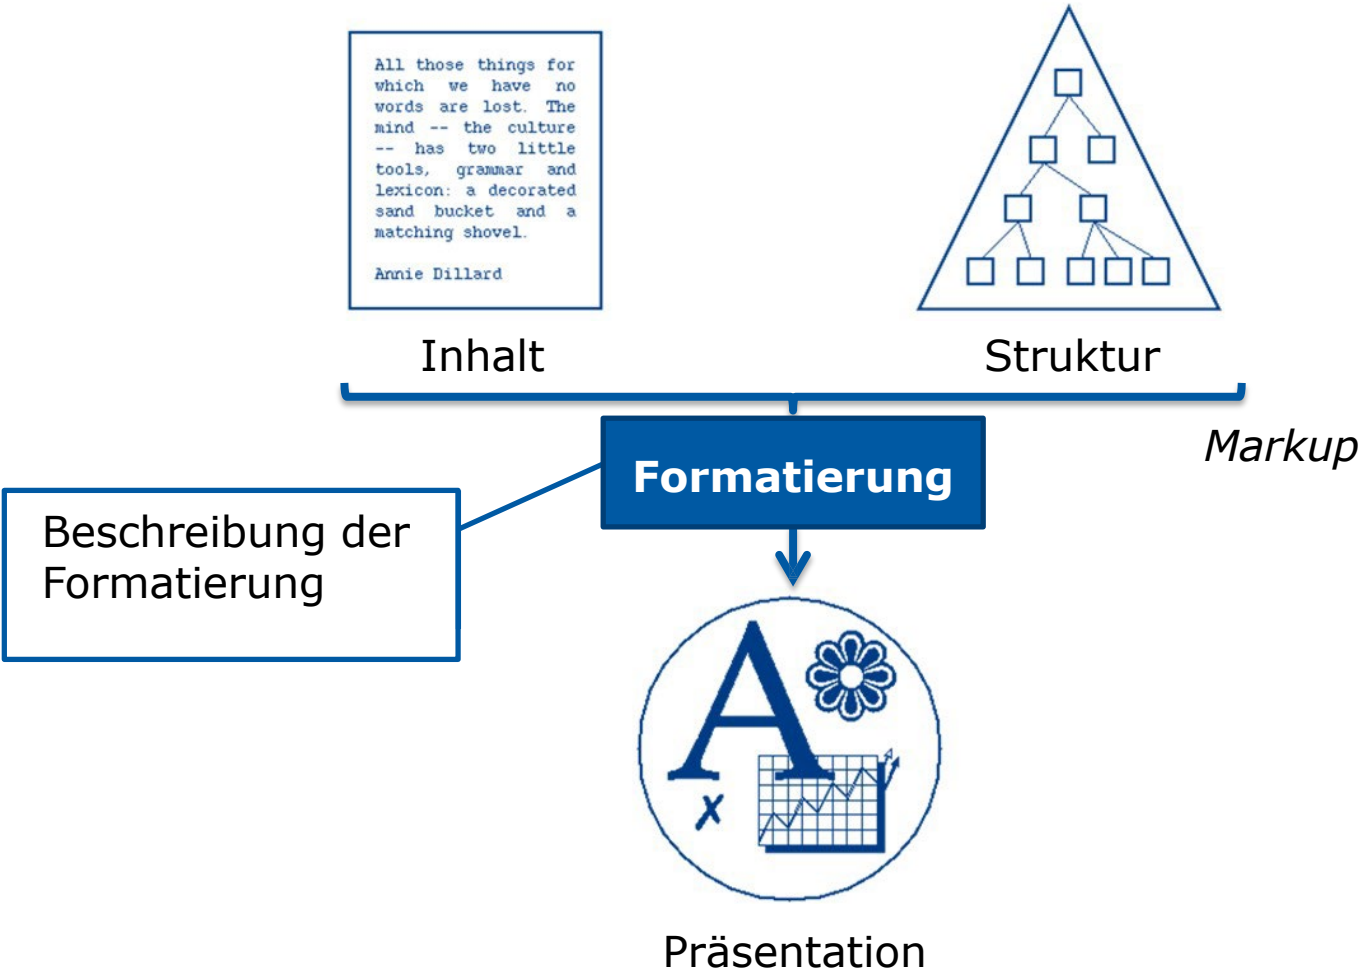 All those things for
which we have no
words are lost. The
mind -- the culture
-- has two little
tools, grammar and
lexicon: a decorated
sand bucket and a
matching shovel.
Annie Dillard
Inhalt
Struktur
Markup
Formatierung
Beschreibung der
Formatierung
A
x
Präsentation